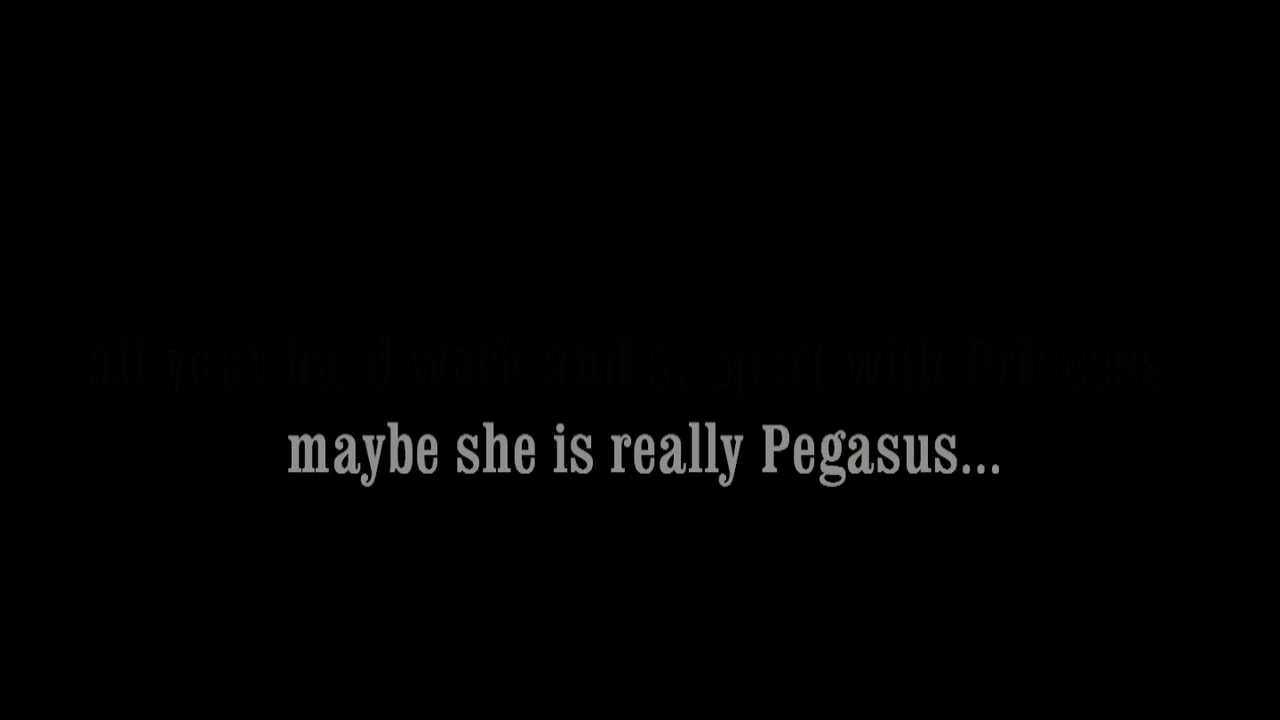 all your hard work and support with Princess -
maybe she is really Pegasus...